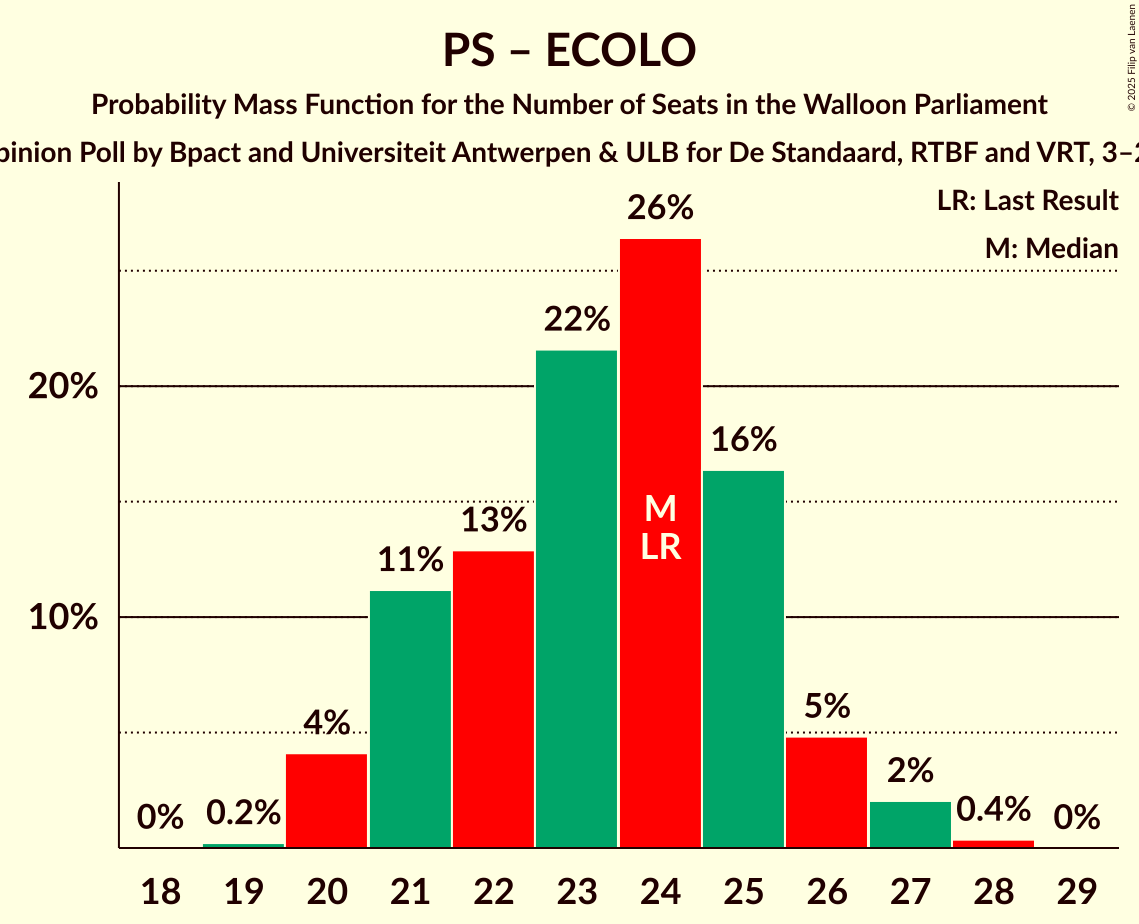 PS – ECOLO
Probability Mass Function for the Number of Seats in the Walloon Parliament
Poll by Bpact and Universiteit Antwerpen & ULB for De Standaard, RTBF and VRT,
© 2025 Filip van Laenen
LR: Last Result
M: Median
26%
22%
20%
16%
M
LR
13%
11%
10%
5%
4%
2%
0% 0.2% 0.4% 0%
18 19 20 21 22 23 24 25 26 27 28 29